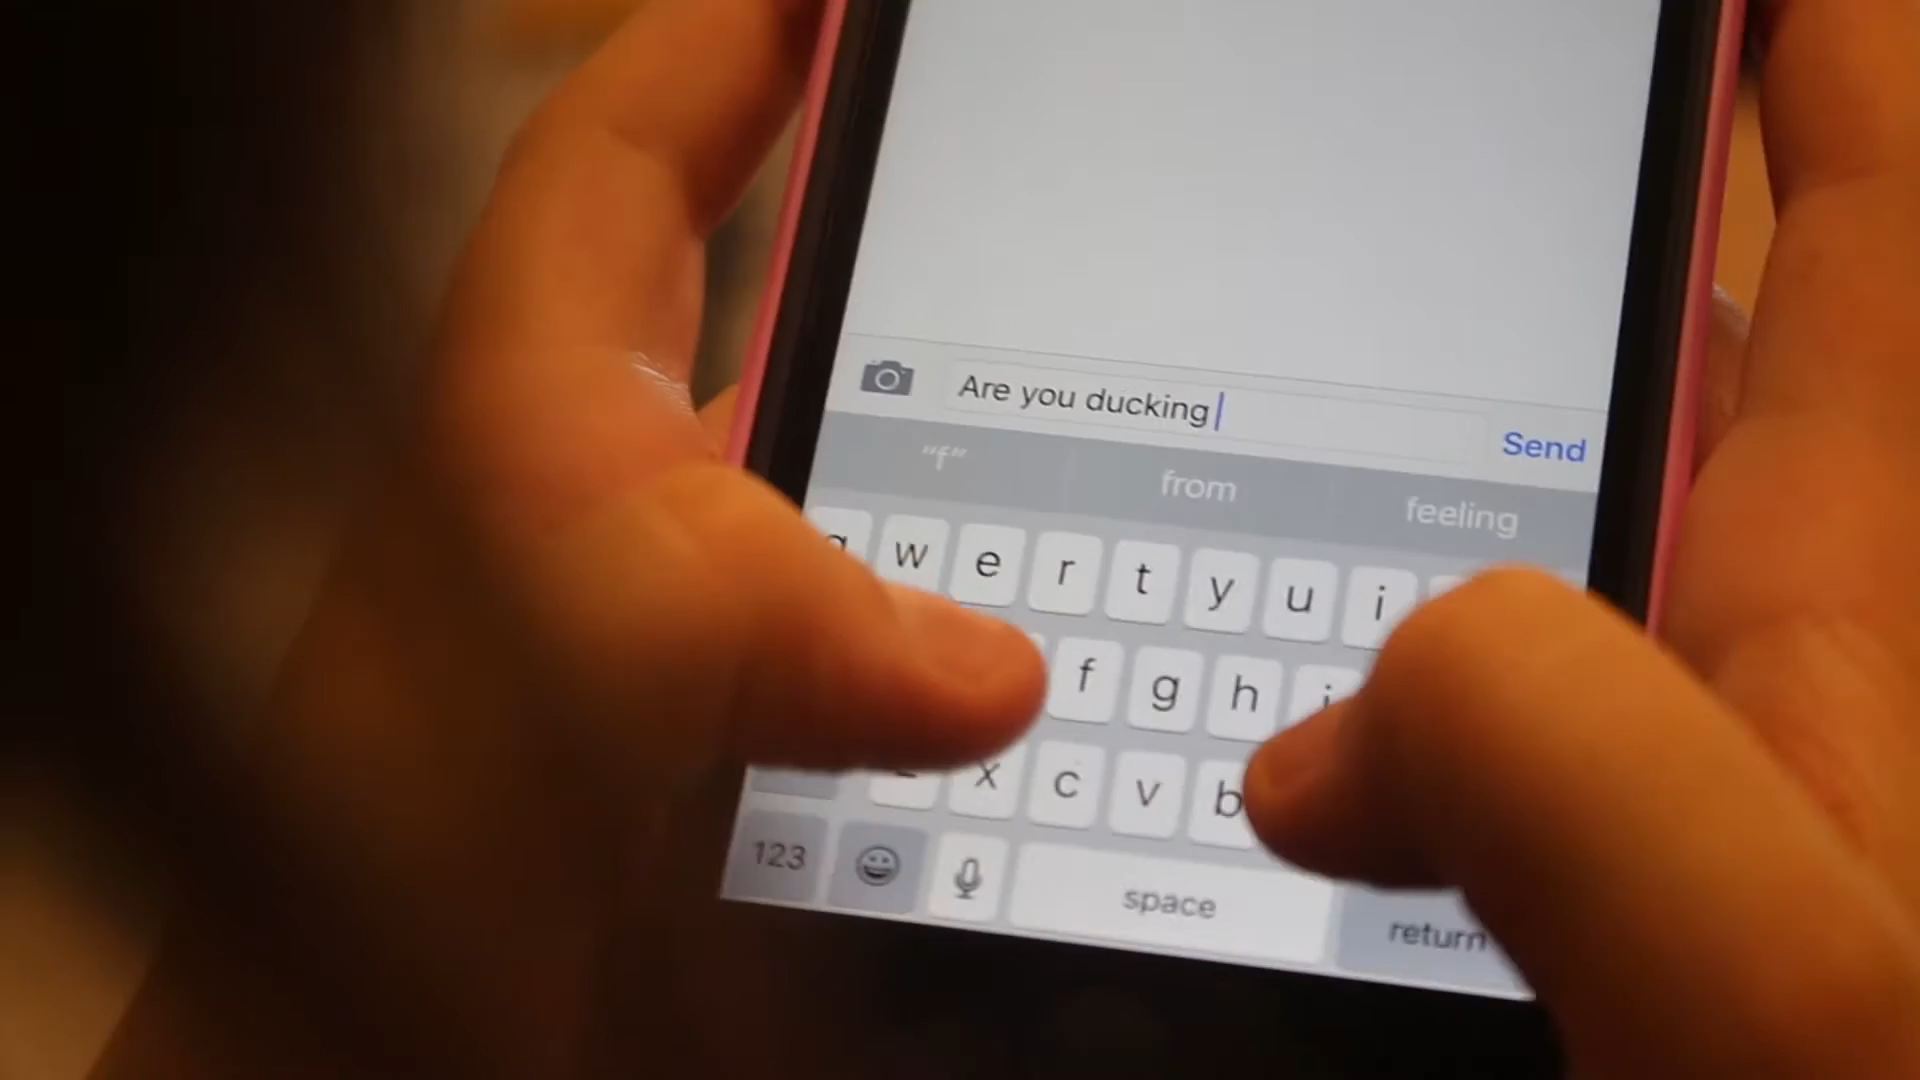 Are you ducking
Send
“f” from feeling
w e r t y u i
f g h j
x c v b
123 space return